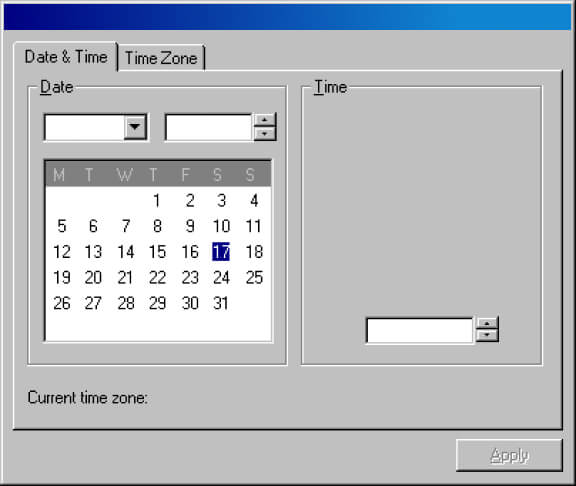 Date & Time Time Zone
Date
Time
M T W T F S S
1 2 3 4
5 6 7 8 9 10 11
12 13 14 15 16 17 18
19 20 21 22 23 24 25
26 27 28 29 30 31
Current time zone:
Apply